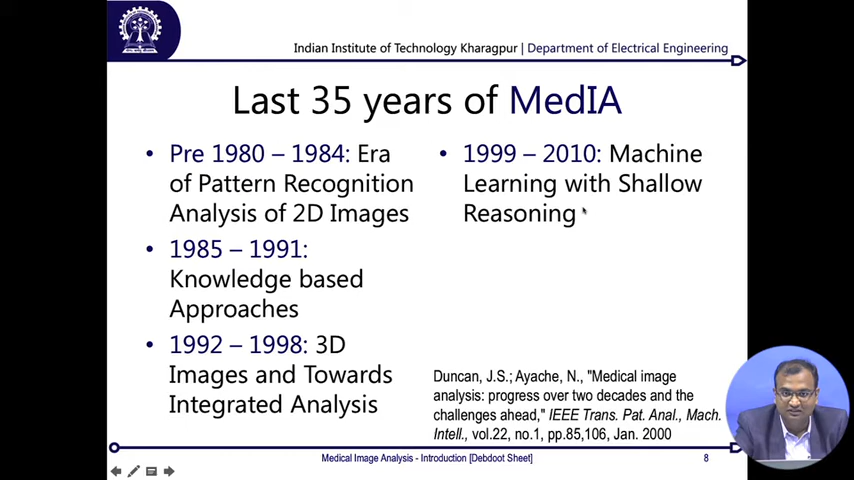 Indian Institute of Technology Kharagpur | Department of Electrical Engineering
Last 35 years of MedIA
• Pre 1980 – 1984: Era
of Pattern Recognition
Analysis of 2D Images
• 1985 – 1991:
Knowledge based
Approaches
• 1992 – 1998: 3D
Images and Towards
Integrated Analysis
• 1999 – 2010: Machine
Learning with Shallow
Reasoning
Duncan, J.S.; Ayache, N., "Medical image
analysis: progress over two decades and the
challenges ahead," IEEE Trans. Pat. Anal., Mach.
Intell., vol.22, no.1, pp.85,106, Jan. 2000
Medical Image Analysis - Introduction [Debdoot Sheet]
8